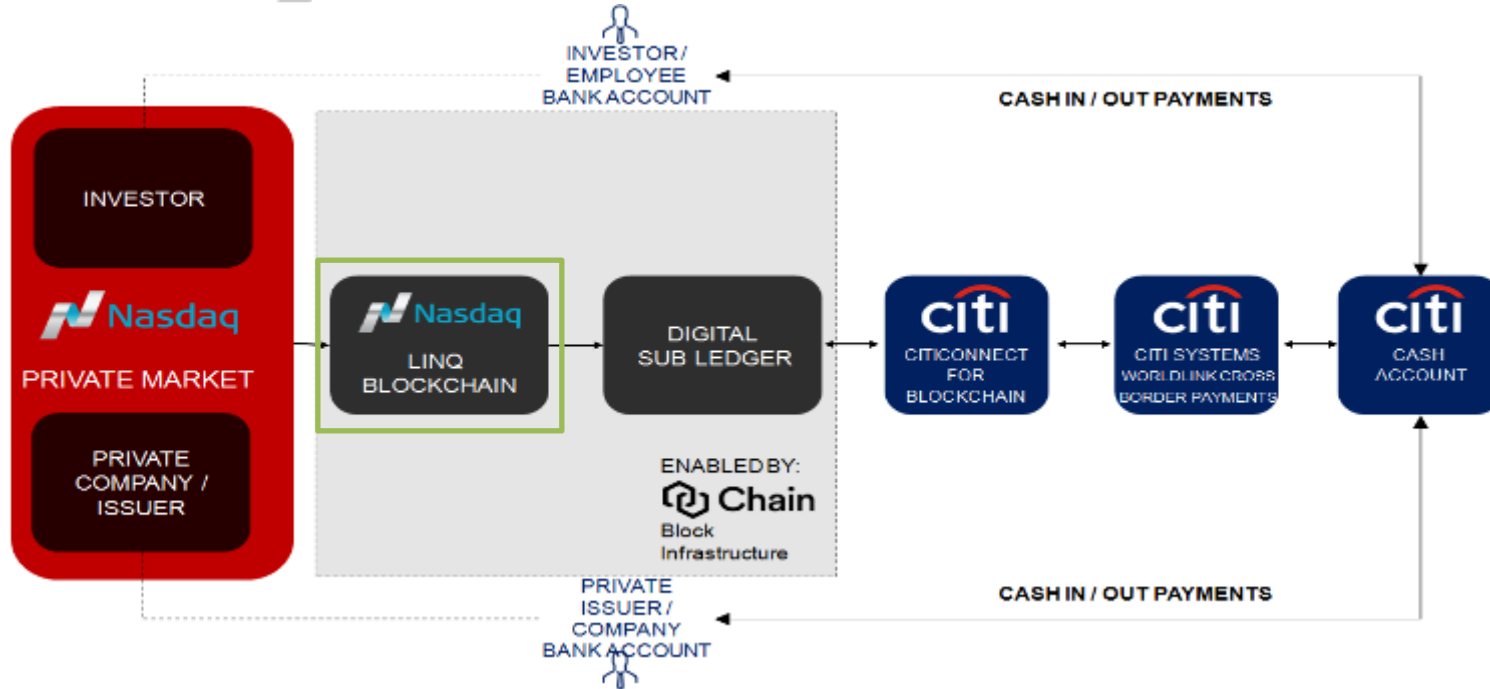 INVESTOR /
EMPLOYEE
BANK ACCOUNT
CASH IN / OUT PAYMENTS
INVESTOR
Nasdaq
PRIVATE MARKET
PRIVATE
COMPANY /
ISSUER
Nasdaq
LINQ
BLOCKCHAIN
DIGITAL
SUB LEDGER
ENABLED BY:
Chain
Block
Infrastructure
citi
CITICONNECT
FOR
BLOCKCHAIN
citi
CITI SYSTEMS
WORLDLINK CROSS
BORDER PAYMENTS
citi
CASH
ACCOUNT
PRIVATE
ISSUER /
COMPANY
BANK ACCOUNT
CASH IN / OUT PAYMENTS